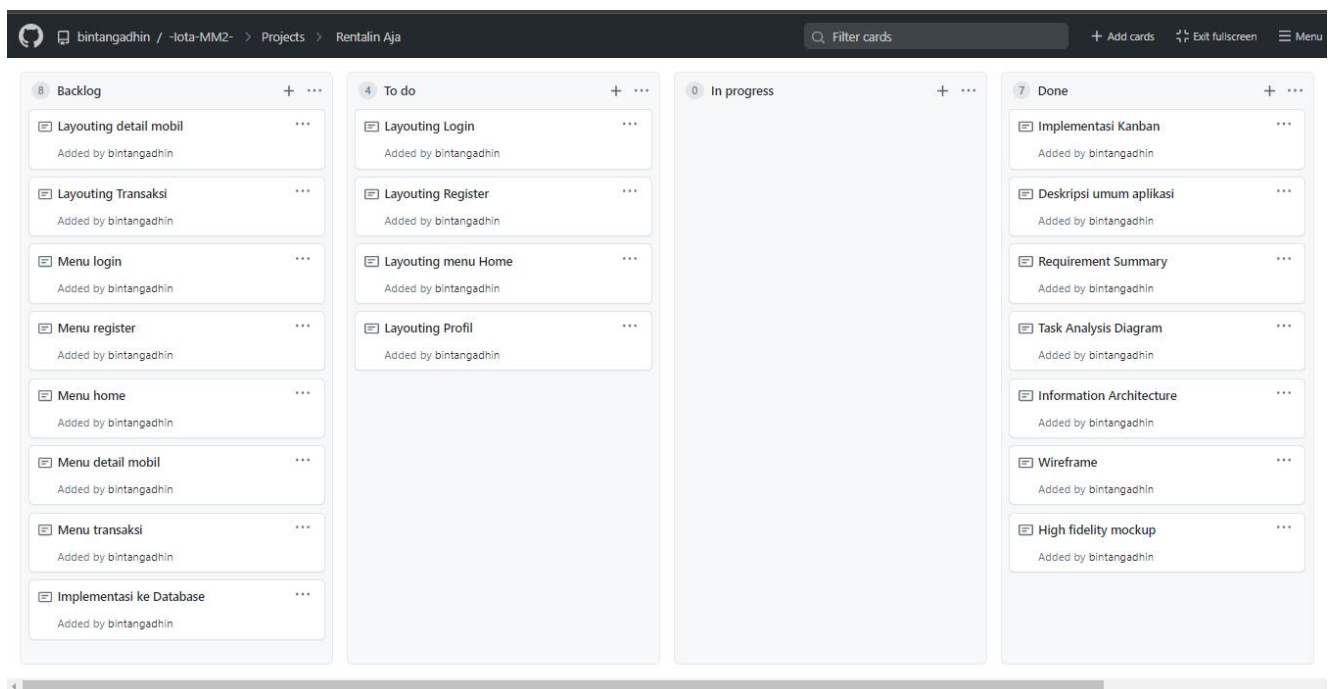 bintangadhin / -Iota-MM2- > Projects > Rentalin Aja
Filter cards
+ Add cards
Exit fullscreen
Menu
8 Backlog
Layouting detail mobil
Added by bintangadhin
Layouting Transaksi
Added by bintangadhin
Menu login
Added by bintangadhin
Menu register
Added by bintangadhin
Menu home
Added by bintangadhin
Menu detail mobil
Added by bintangadhin
Menu transaksi
Added by bintangadhin
Implementasi ke Database
Added by bintangadhin
4 To do
Layouting Login
Added by bintangadhin
Layouting Register
Added by bintangadhin
Layouting menu Home
Added by bintangadhin
Layouting Profil
Added by bintangadhin
0 In progress
7 Done
Implementasi Kanban
Added by bintangadhin
Deskripsi umum aplikasi
Added by bintangadhin
Requirement Summary
Added by bintangadhin
Task Analysis Diagram
Added by bintangadhin
Information Architecture
Added by bintangadhin
Wireframe
Added by bintangadhin
High fidelity mockup
Added by bintangadhin